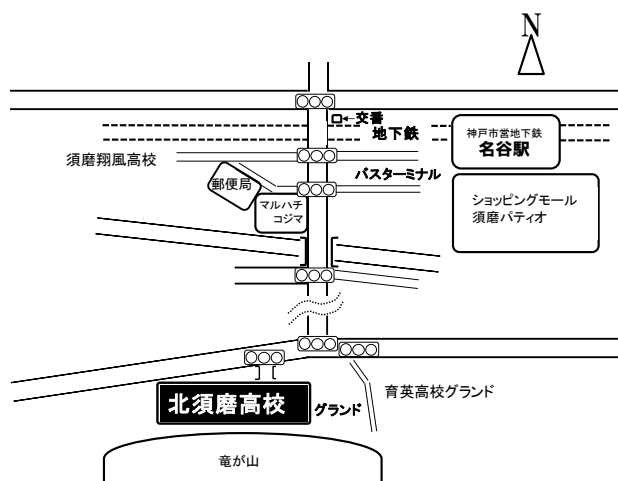 N
←交番
地下鉄
神戸市営地下鉄
名谷駅
須磨翔風高校
バスターミナル
郵便局
マルハチ
コジマ
ショッピングモール
須磨パティオ
北須磨高校
グランド
育英高校グランド
竜が山